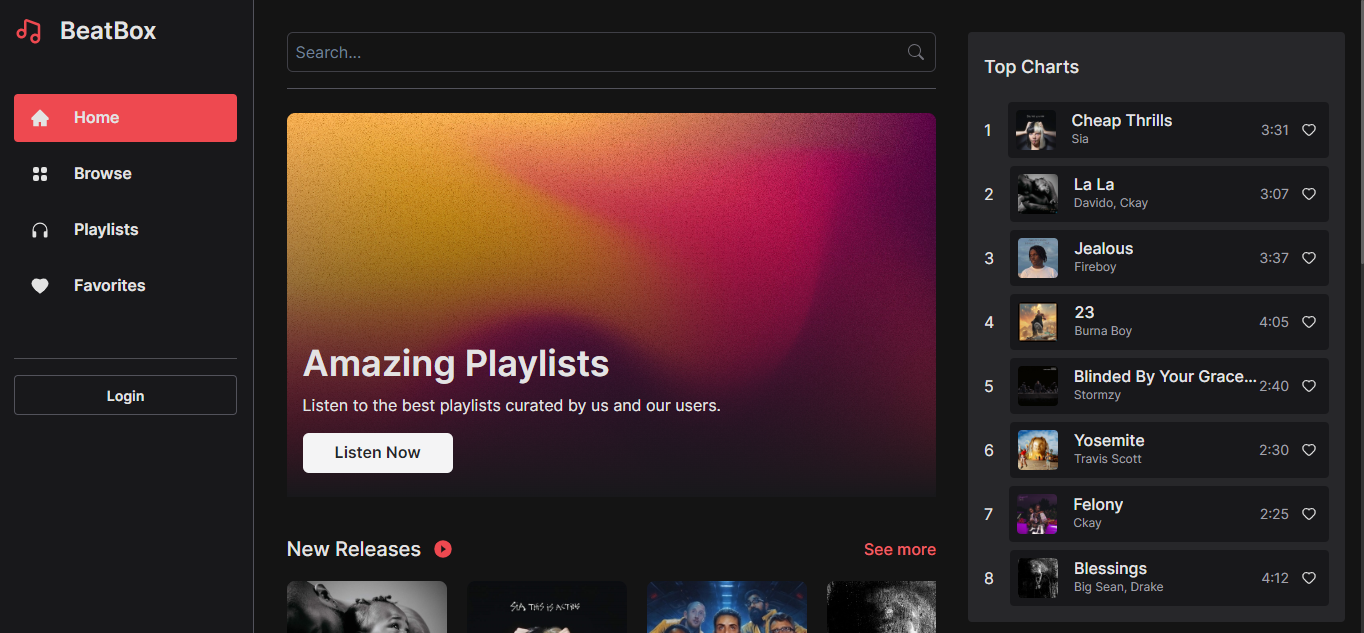 BeatBox
Home
Browse
Playlists
Favorites
Login
Search...
Amazing Playlists
Listen to the best playlists curated by us and our users.
Listen Now
New Releases
See more
SIA THIS IS ACTING
Top Charts
1 Cheap Thrills 3:31
Sia
2 La La 3:07
Davido, Ckay
3 Jealous 3:37
Fireboy
4 23 4:05
Burna Boy
5 Blinded By Your Grace... 2:40
Stormzy
6 Yosemite 2:30
Travis Scott
7 Felony 2:25
Ckay
8 Blessings 4:12
Big Sean, Drake